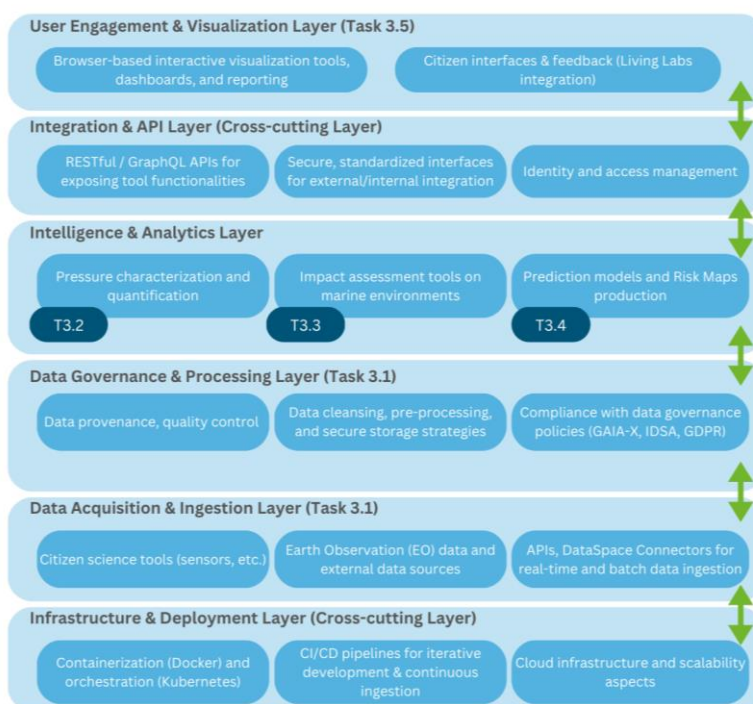 User Engagement & Visualization Layer (Task 3.5)
Browser-based interactive visualization tools,
dashboards, and reporting
Citizen interfaces & feedback (Living Labs
integration)
Integration & API Layer (Cross-cutting Layer)
RESTful / GraphQL APIs for
exposing tool functionalities
Secure, standardized interfaces
for external/internal integration
Identity and access management
Intelligence & Analytics Layer
Pressure characterization and
quantification
T3.2
Impact assessment tools on
marine environments
T3.3
Prediction models and Risk Maps
production
T3.4
Data Governance & Processing Layer (Task 3.1)
Data provenance, quality control
Data cleansing, pre-processing,
and secure storage strategies
Compliance with data governance
policies (GAIA-X, IDSA, GDPR)
Data Acquisition & Ingestion Layer (Task 3.1)
Citizen science tools (sensors, etc.)
Earth Observation (EO) data and
external data sources
APIs, DataSpace Connectors for
real-time and batch data ingestion
Infrastructure & Deployment Layer (Cross-cutting Layer)
Containerization (Docker) and
orchestration (Kubernetes)
CI/CD pipelines for iterative
development & continuous
ingestion
Cloud infrastructure and scalability
aspects